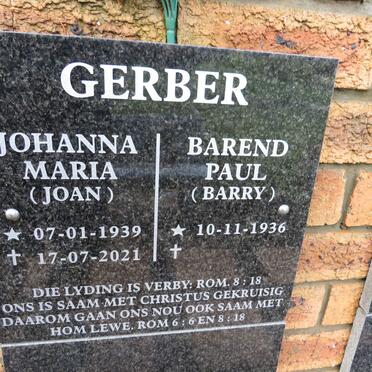 GERBER
JOHANNA
MARIA
(JOAN)
★ 07-01-1939
✝ 17-07-2021
BAREND
PAUL
(BARRY)
★ 10-11-1936
✝
DIE LYDING IS VERBY: ROM. 8 : 18
ONS IS SAAM MET CHRISTUS GEKRUISIG
DAAROM GAAN ONS NOU OOK SAAM MET
HOM LEWE. ROM 6 : 6 EN 8 : 18